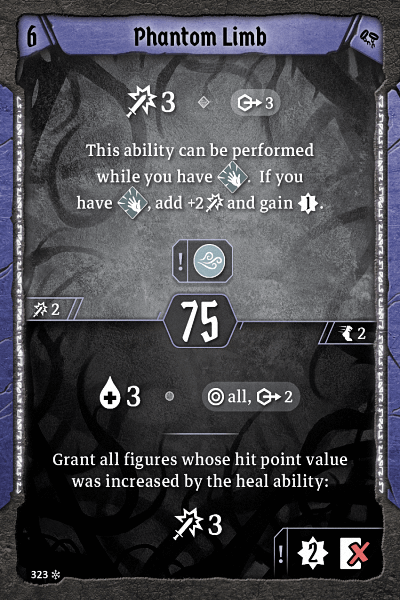 6 Phantom Limb
3 3
This ability can be performed
while you have . If you
have , add +2 and gain 1.
!
2
75
2
3 all, 2
Grant all figures whose hit point value
was increased by the heal ability:
3
! 2
323